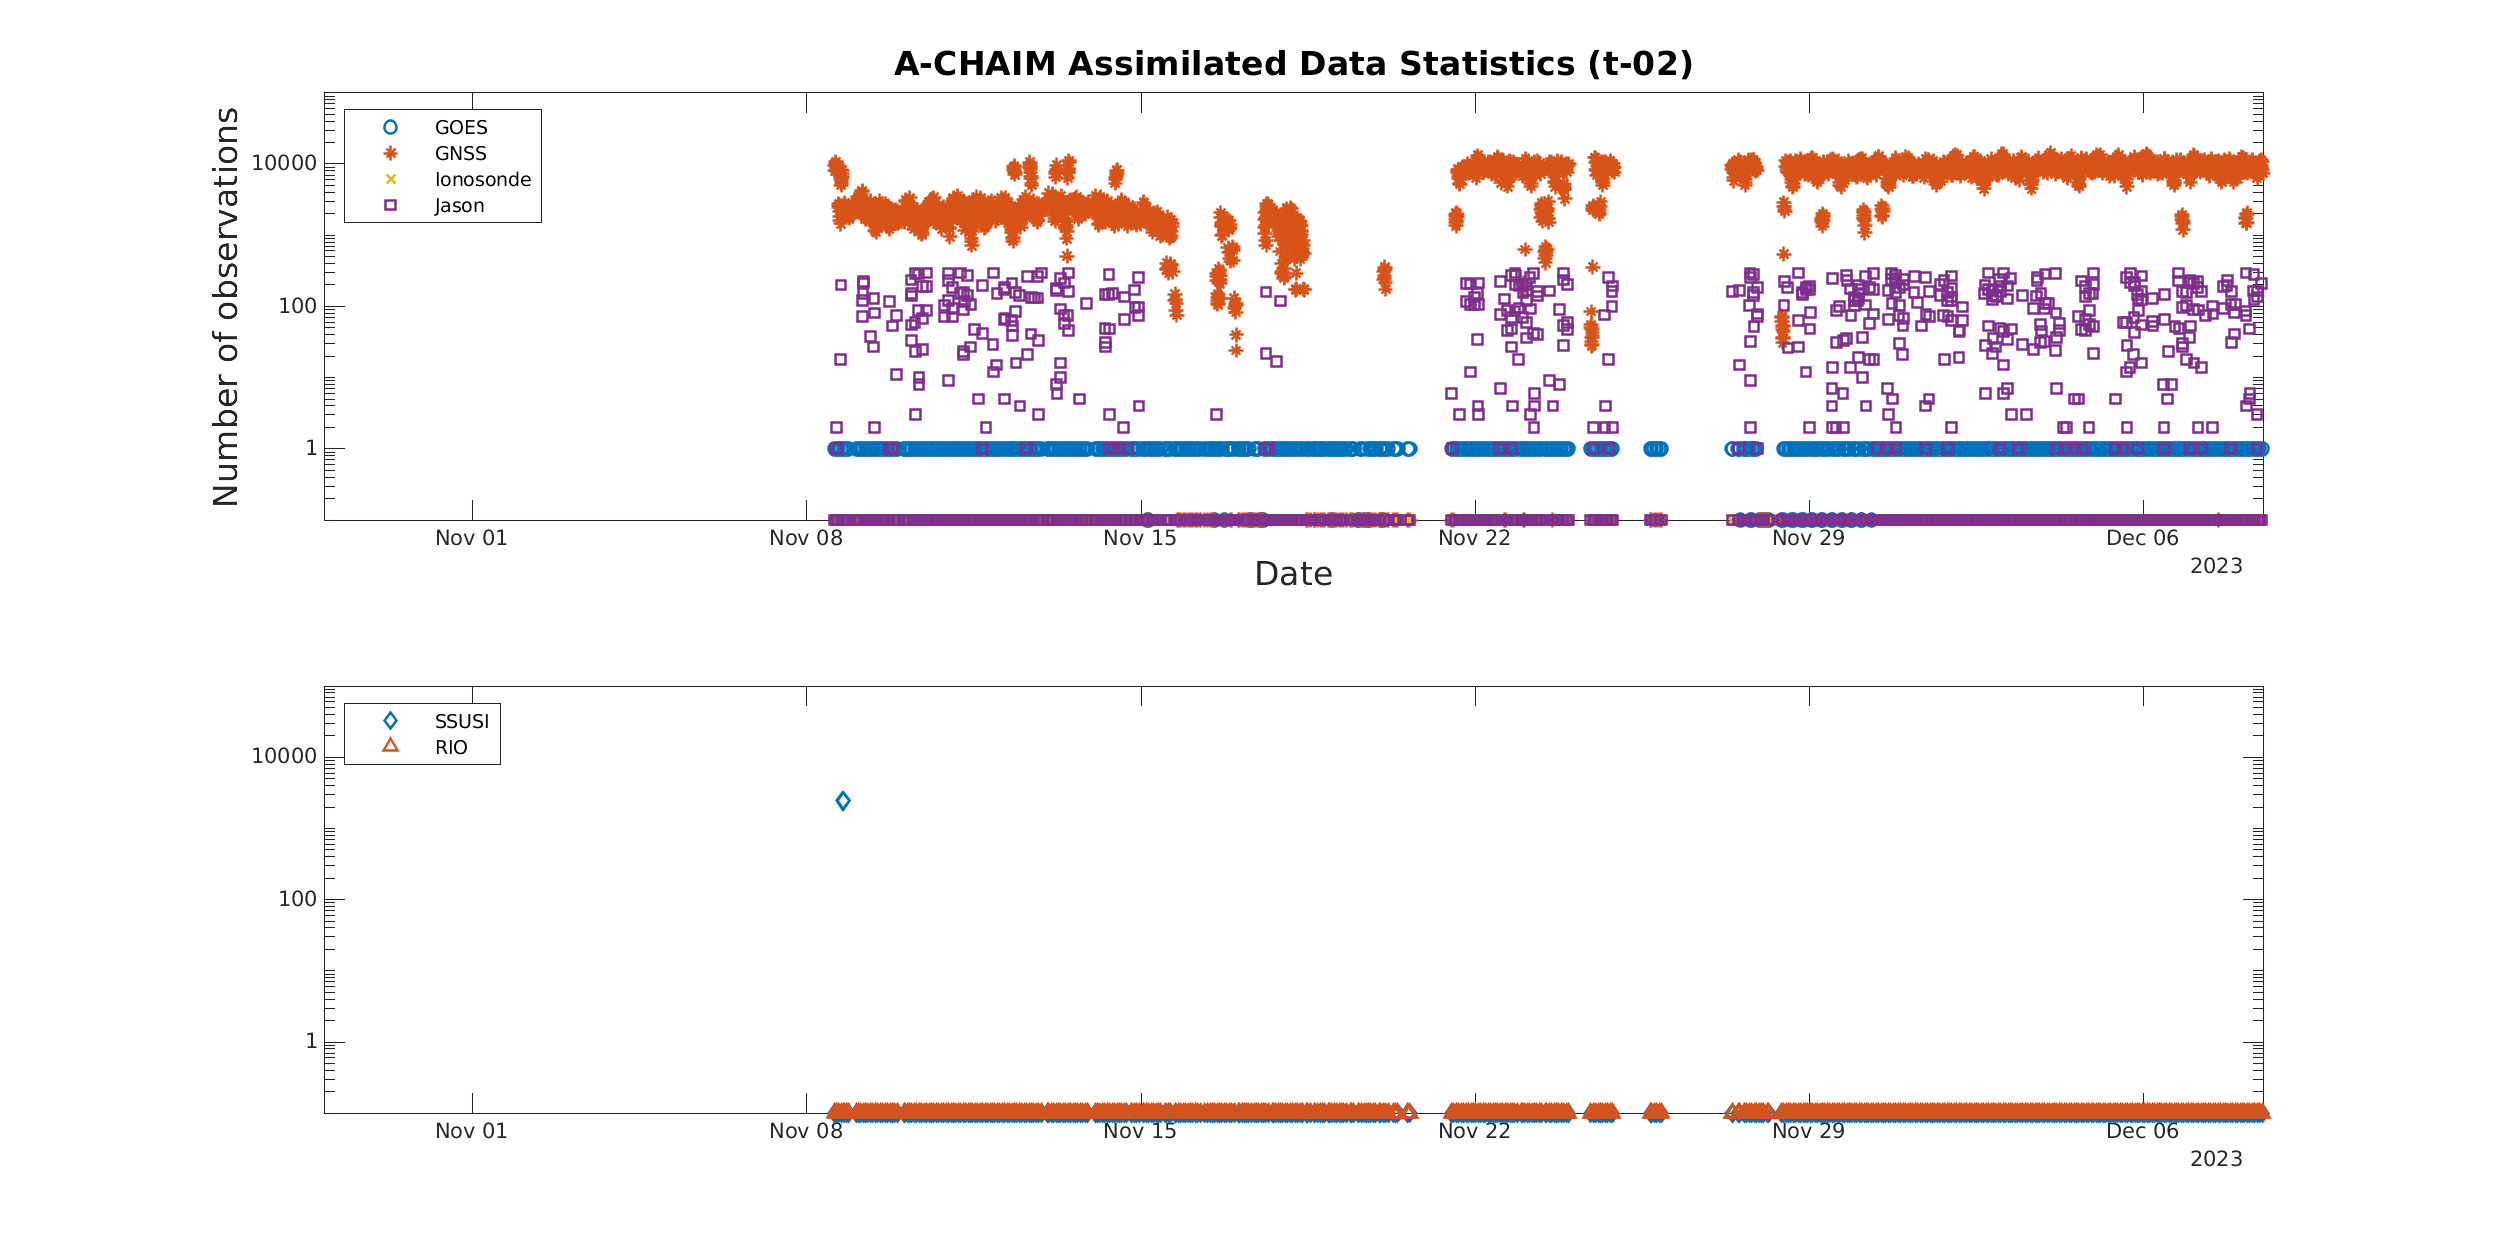 A-CHAIM Assimilated Data Statistics (t-02)
Number of observations
10000
100
1
GOES
GNSS
Ionosonde
Jason
Nov 01 Nov 08 Nov 15 Nov 22 Nov 29 Dec 06
2023
Date
10000
100
1
SSUSI
RIO
Nov 01 Nov 08 Nov 15 Nov 22 Nov 29 Dec 06
2023